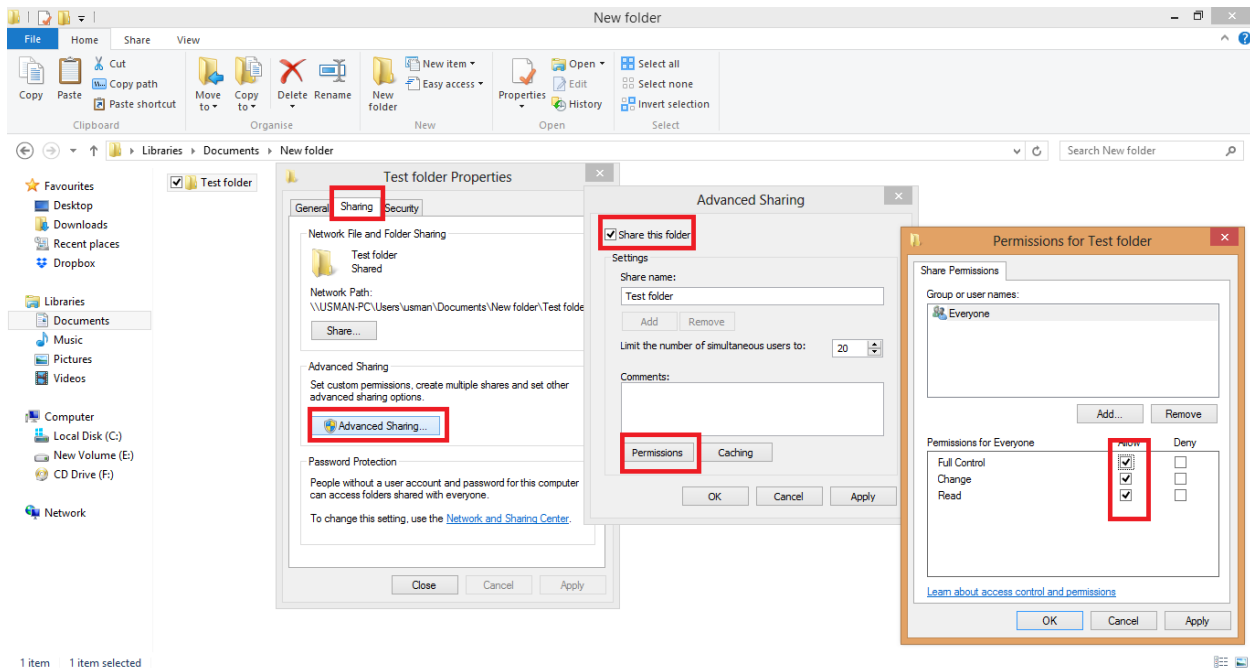 New folder
File Home Share View
Copy
Paste
Cut
Copy path
Paste shortcut
Clipboard
Move to
Copy to
Delete
Rename
Organise
New folder
New item
Easy access
New
Properties
Open
Edit
History
Open
Select all
Select none
Invert selection
Select
Libraries Documents New folder
Search New folder
Favourites
Desktop
Downloads
Recent places
Dropbox
Libraries
Documents
Music
Pictures
Videos
Computer
Local Disk (C:)
New Volume (E:)
CD Drive (F:)
Network
Test folder
Test folder Properties
General Sharing Security
Network File and Folder Sharing
Test folder
Shared
Network Path:
\\USMAN-PC\Users\usman\Documents\New folder\Test folde
Share...
Advanced Sharing
Set custom permissions, create multiple shares and set other
advanced sharing options.
Advanced Sharing...
Password Protection
People without a user account and password for this computer
can access folders shared with everyone.
To change this setting, use the Network and Sharing Center.
Close Cancel Apply
Advanced Sharing
Share this folder
Settings
Share name:
Test folder
Add Remove
Limit the number of simultaneous users to: 20
Comments:
Permissions Caching
OK Cancel Apply
Permissions for Test folder
Share Permissions
Group or user names:
Everyone
Add... Remove
Permissions for Everyone Allow Deny
Full Control
Change
Read
Learn about access control and permissions
OK Cancel Apply
1 item 1 item selected